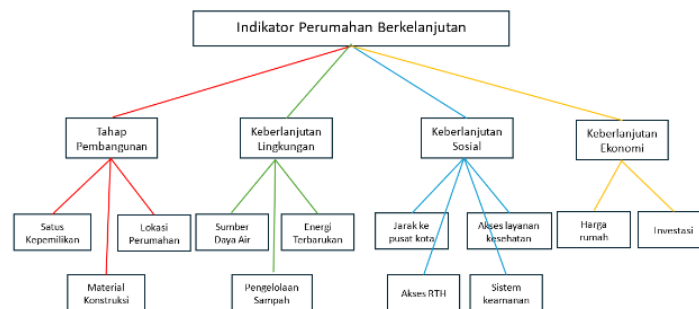 Indikator Perumahan Berkelanjutan
Tahap
Pembangunan
Keberlanjutan
Lingkungan
Keberlanjutan
Sosial
Keberlanjutan
Ekonomi
Satus
Kepemilikan
Lokasi
Perumahan
Sumber
Daya Air
Energi
Terbarukan
Jarak ke
pusat kota
Akses layanan
kesehatan
Harga
rumah
Investasi
Material
Konstruksi
Pengelolaan
Sampah
Akses RTH
Sistem
keamanan